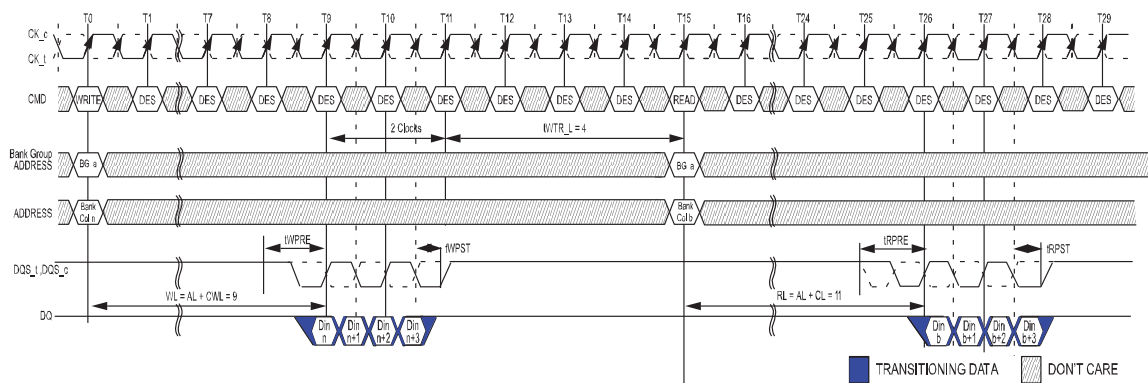 T0 T1 T7 T8 T9 T10 T11 T12 T13 T14 T15 T16 T24 T25 T26 T27 T28 T29
CK_c
CK_t
CMD WRITE DES DES DES DES DES DES DES DES DES READ DES DES DES DES DES DES DES
2 Clocks tWTR_L = 4
Bank Group
ADDRESS BG a BG a
ADDRESS Bank Col n Bank Col b
tWPRE tWPST tRPRE tRPST
DQS_t ,DQS_c
WL = AL + CWL = 9 RL = AL + CL = 11
DQ Din n Din n+1 Din n+2 Din n+3 Din b Din b+1 Din b+2 Din b+3
TRANSITIONING DATA DON'T CARE